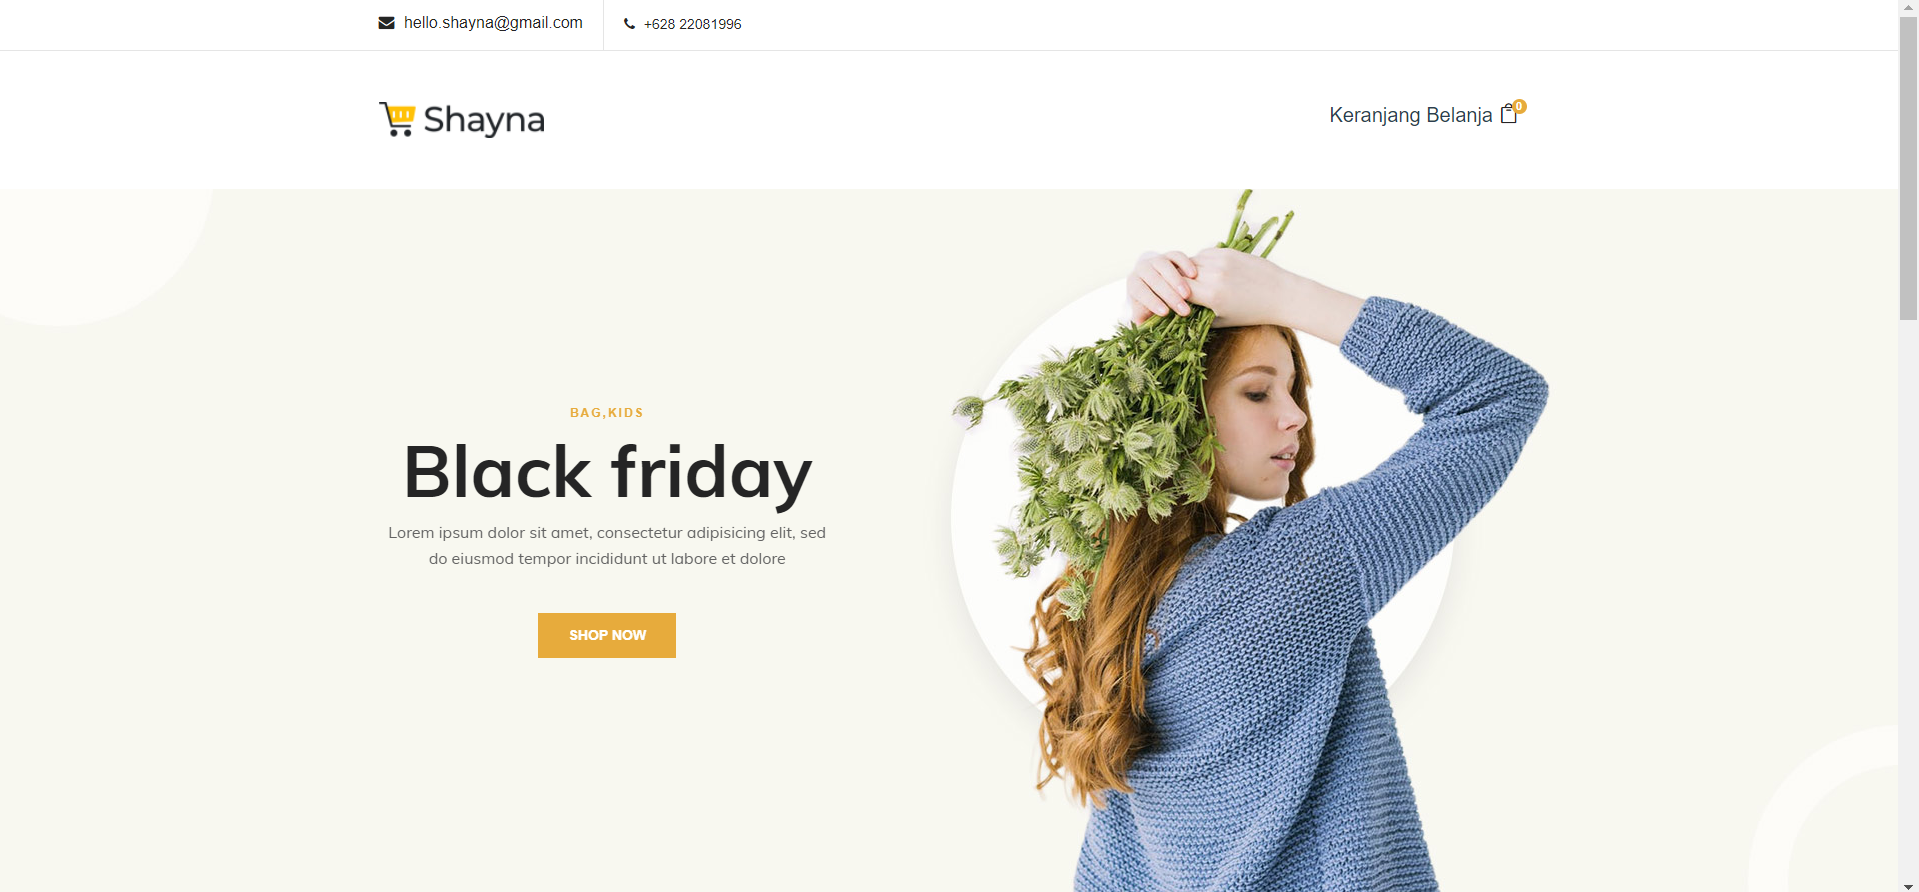 hello.shayna@gmail.com
+628 22081996
Shayna
Keranjang Belanja 0
BAG,KIDS
Black friday
Lorem ipsum dolor sit amet, consectetur adipisicing elit, sed
do eiusmod tempor incididunt ut labore et dolore
SHOP NOW